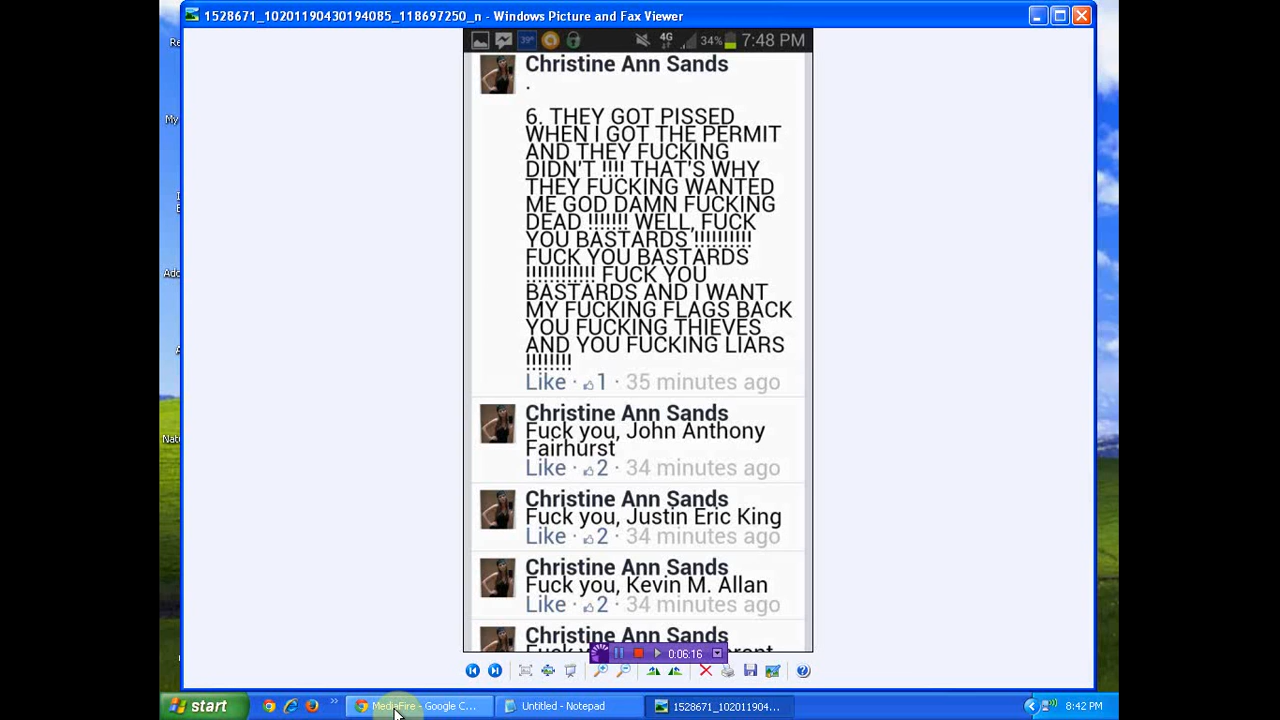 1528671_10201190430194085_118697250_n - Windows Picture and Fax Viewer
39°
4G
34%
7:48 PM
Christine Ann Sands
.
6. THEY GOT PISSED
WHEN I GOT THE PERMIT
AND THEY FUCKING
DIDN'T !!!! THAT'S WHY
THEY FUCKING WANTED
ME GOD DAMN FUCKING
DEAD !!!!!!! WELL, FUCK
YOU BASTARDS !!!!!!!!!!
FUCK YOU BASTARDS
!!!!!!!!!!!! FUCK YOU
BASTARDS AND I WANT
MY FUCKING FLAGS BACK
YOU FUCKING THIEVES
AND YOU FUCKING LIARS
!!!!!!!!
Like · 1 · 35 minutes ago
Christine Ann Sands
Fuck you, John Anthony
Fairhurst
Like · 2 · 34 minutes ago
Christine Ann Sands
Fuck you, Justin Eric King
Like · 2 · 34 minutes ago
Christine Ann Sands
Fuck you, Kevin M. Allan
Like · 2 · 34 minutes ago
Christine Ann Sands
0:06:16
start
MediaFire - Google C...
Untitled - Notepad
1528671_102011904...
8:42 PM